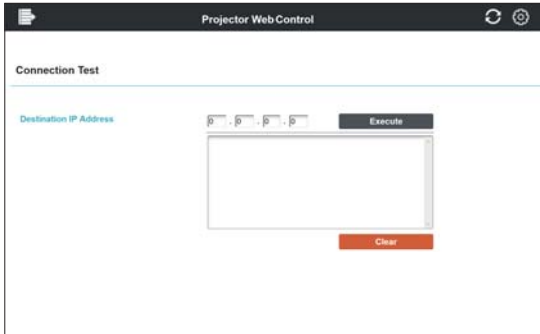 Projector Web Control
Connection Test
Destination IP Address 0 . 0 . 0 . 0 Execute
Clear